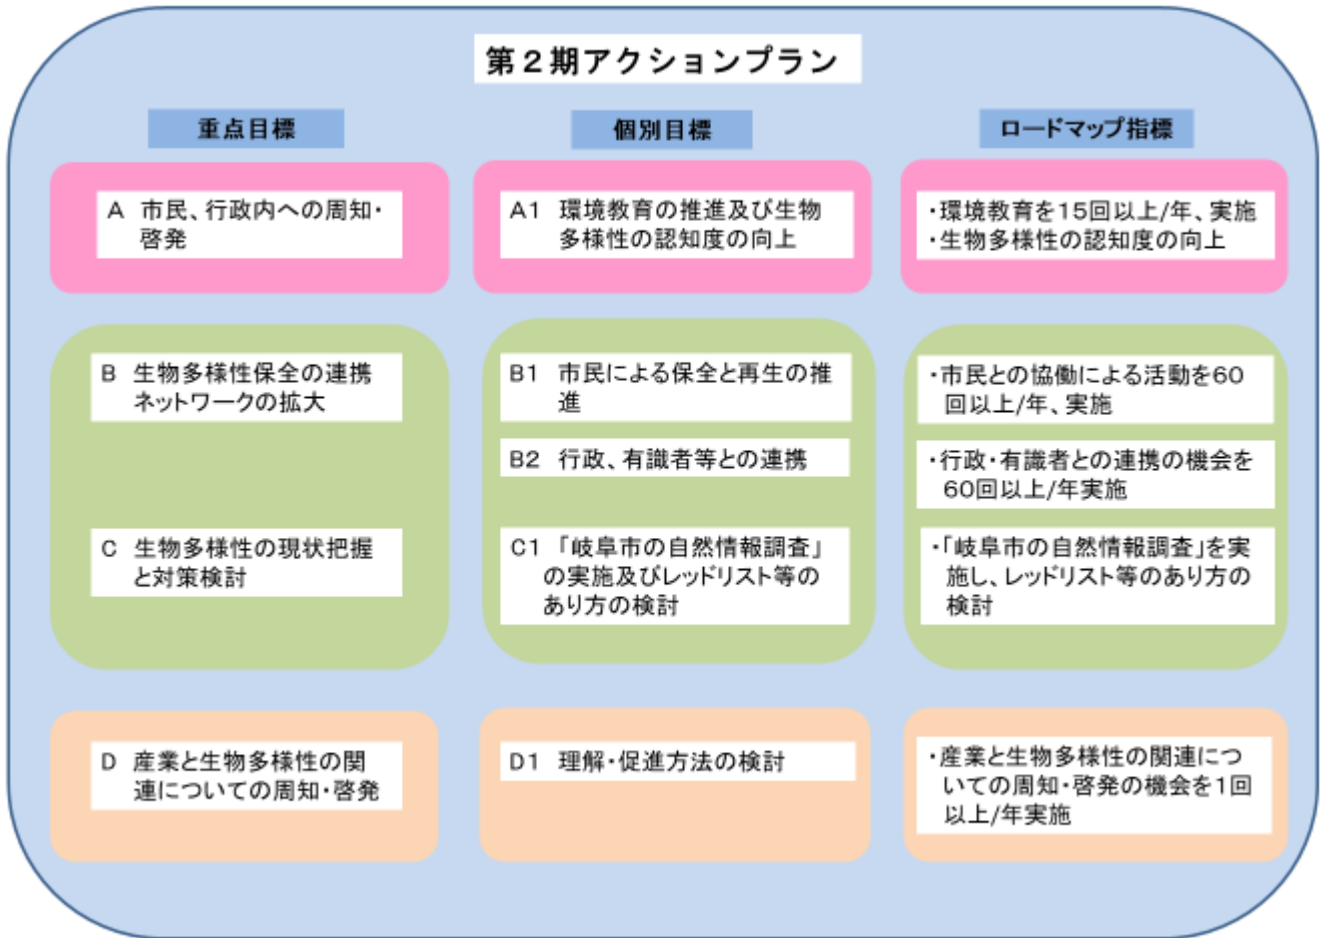 第2期アクションプラン
重点目標
個別目標
ロードマップ指標
A 市民、行政内への周知・
啓発
A1 環境教育の推進及び生物
多様性の認知度の向上
・環境教育を15回以上/年、実施
・生物多様性の認知度の向上
B 生物多様性保全の連携
ネットワークの拡大
B1 市民による保全と再生の推
進
・市民との協働による活動を60
回以上/年、実施
B2 行政、有識者等との連携
・行政・有識者との連携の機会を
60回以上/年実施
C 生物多様性の現状把握
と対策検討
C1 「岐阜市の自然情報調査」
の実施及びレッドリスト等の
あり方の検討
・「岐阜市の自然情報調査」を実
施し、レッドリスト等のあり方の
検討
D 産業と生物多様性の関
連についての周知・啓発
D1 理解・促進方法の検討
・産業と生物多様性の関連につ
いての周知・啓発の機会を1回
以上/年実施